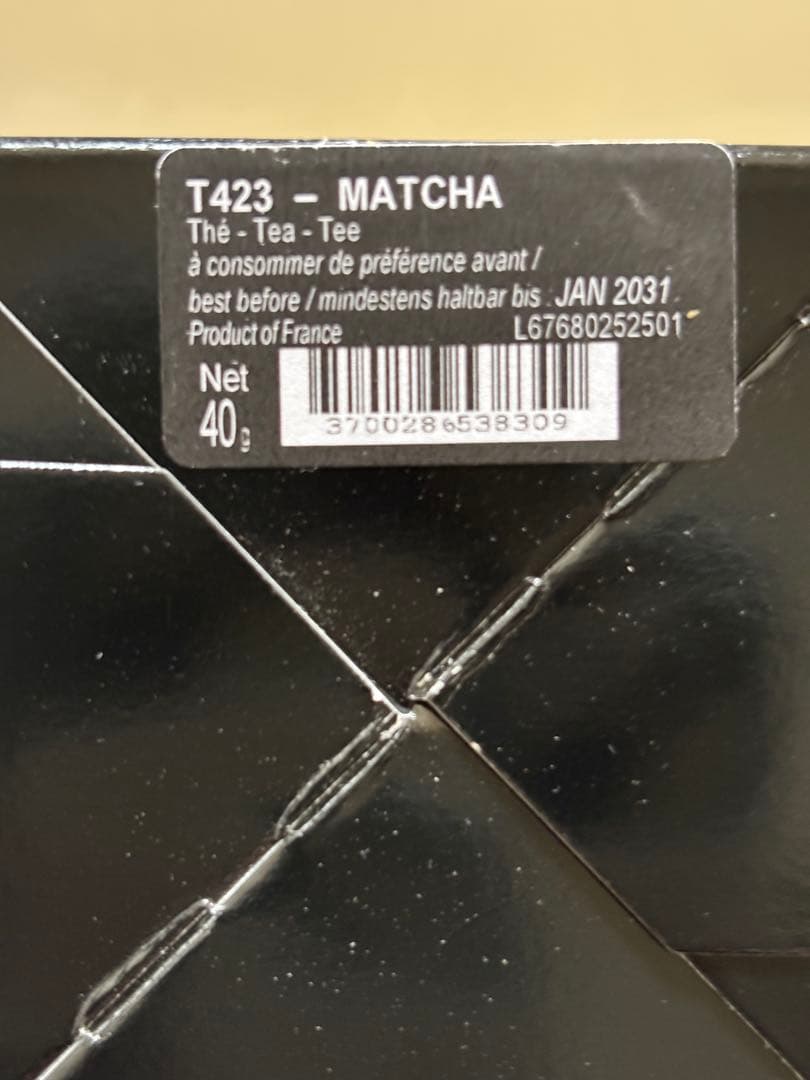 T423 – MATCHA
Thé - Tea - Tee
à consommer de préférence avant /
best before / mindestens haltbar bis : JAN 2031
Product of France L67680252501
Net
40g
3700286538309